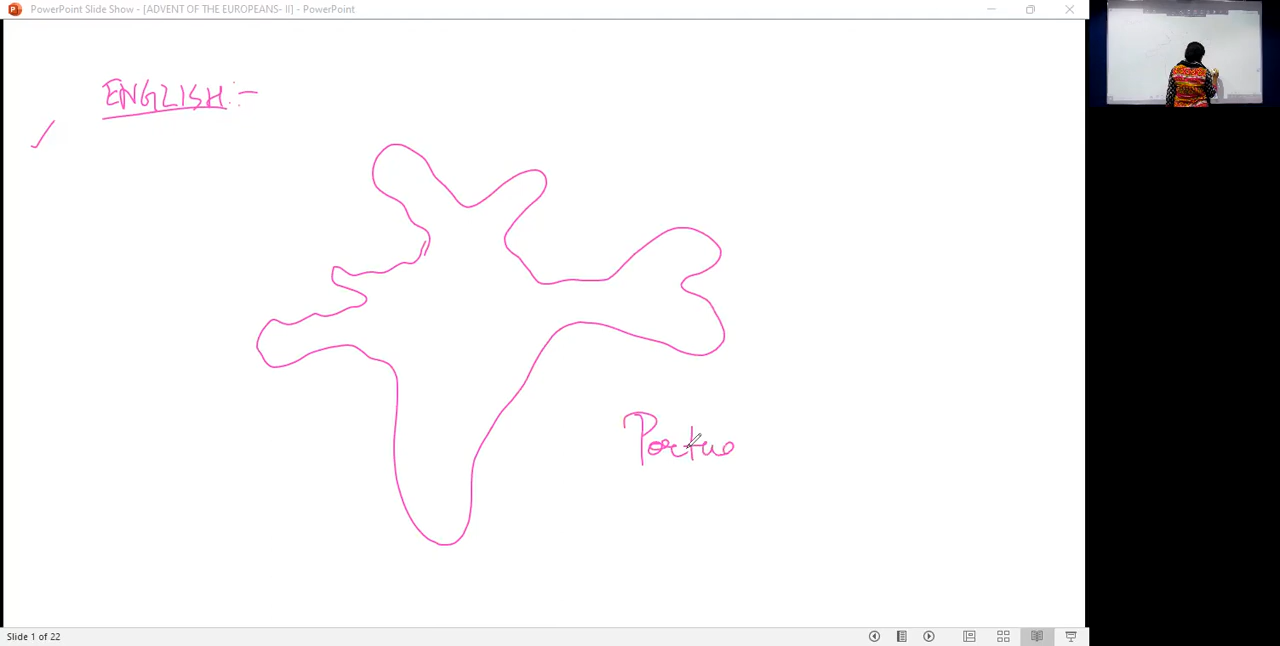 PowerPoint Slide Show - [ADVENT OF THE EUROPEANS- II] - PowerPoint
ENGLISH :-
Portuo
Slide 1 of 22